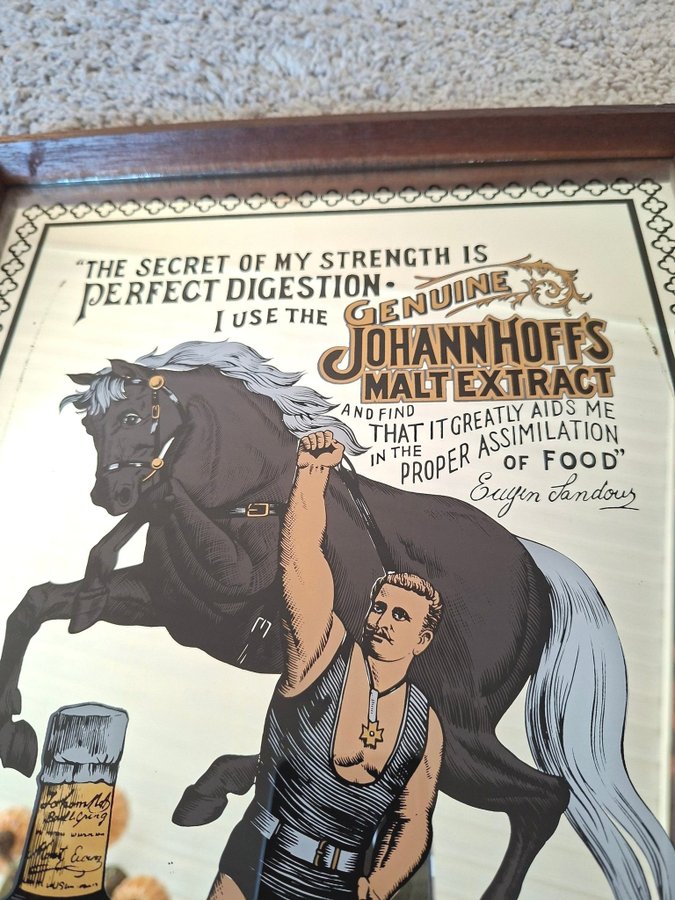 "THE SECRET OF MY STRENGTH IS
PERFECT DIGESTION.
I USE THE GENUINE
JOHANN HOFF'S
MALT EXTRACT
AND FIND
THAT IT GREATLY AIDS ME
IN THE PROPER ASSIMILATION
OF FOOD"
Eugen Sandow